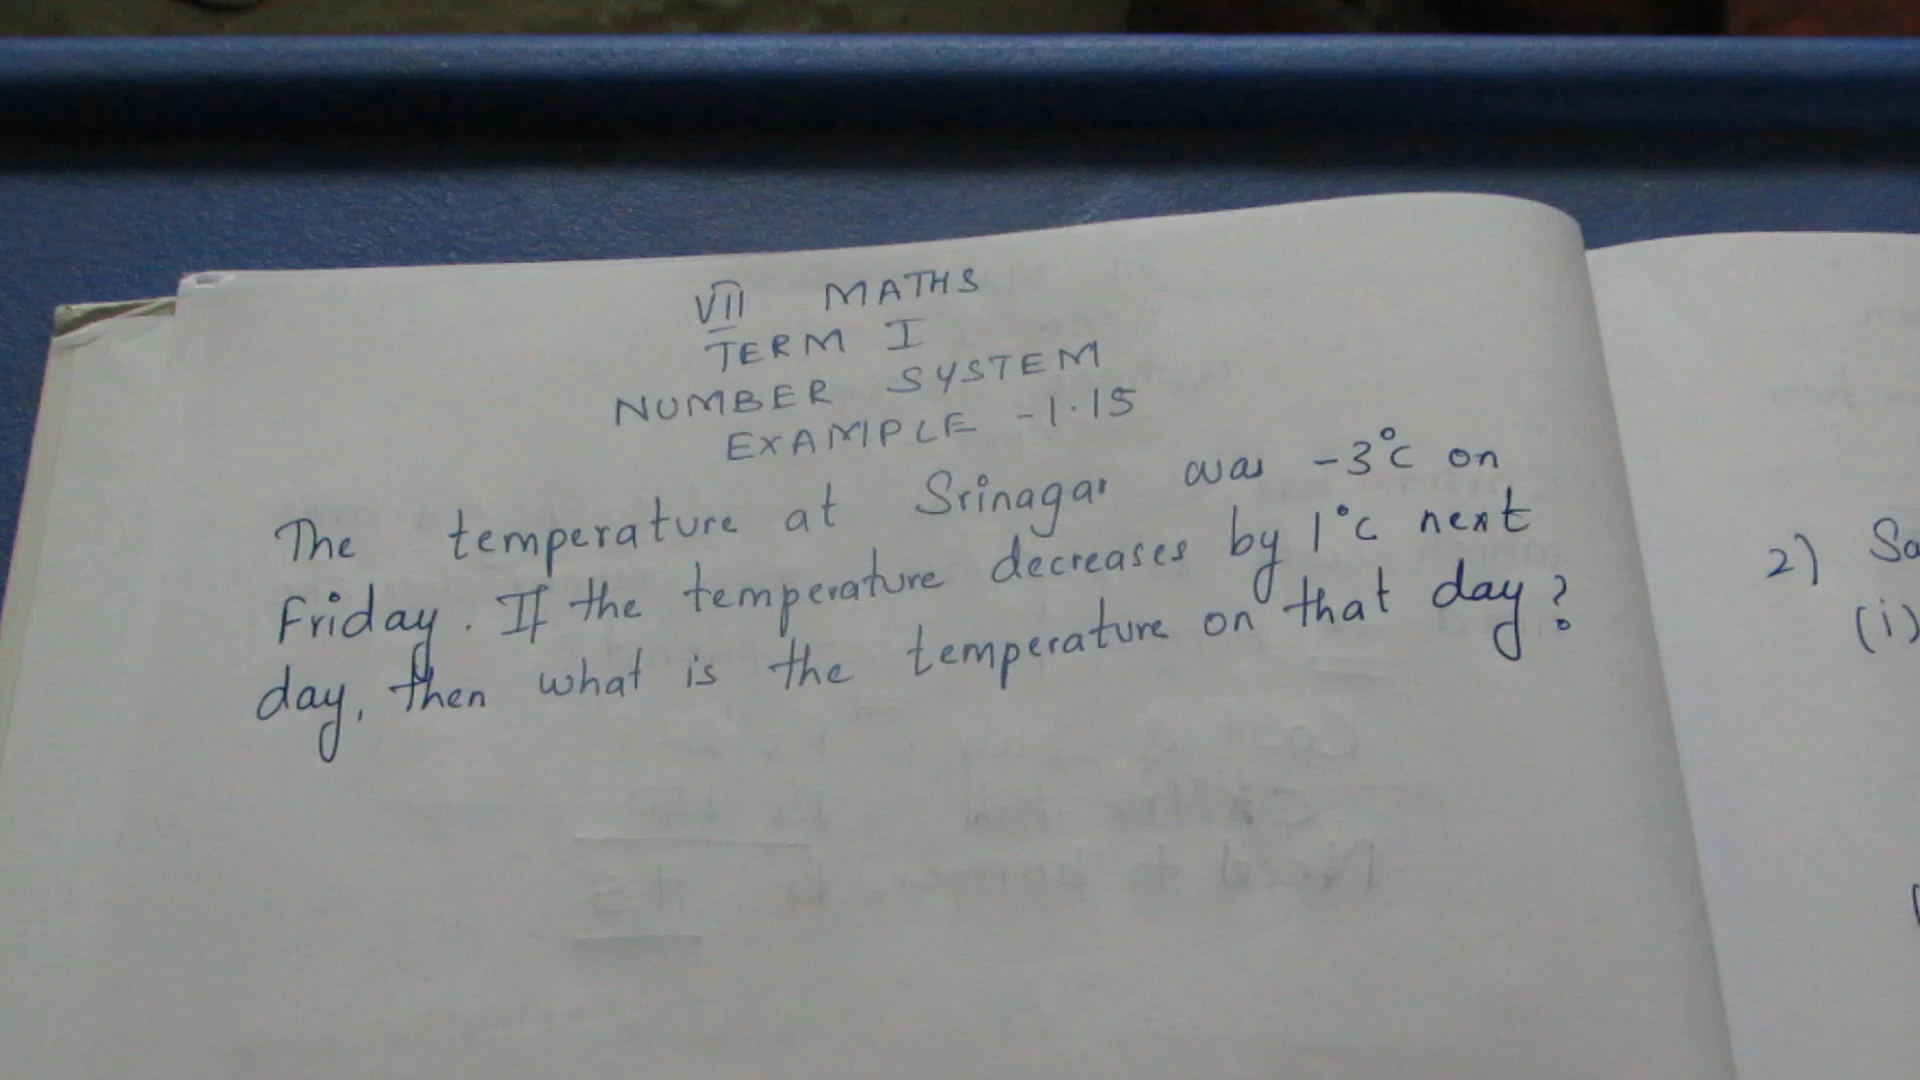 VII MATHS
TERM I
NUMBER SYSTEM
EXAMPLE -1.15
The temperature at Srinagar was -3°C on
Friday. If the temperature decreases by 1°C next
day, then what is the temperature on that day?
2) Sa
(i)